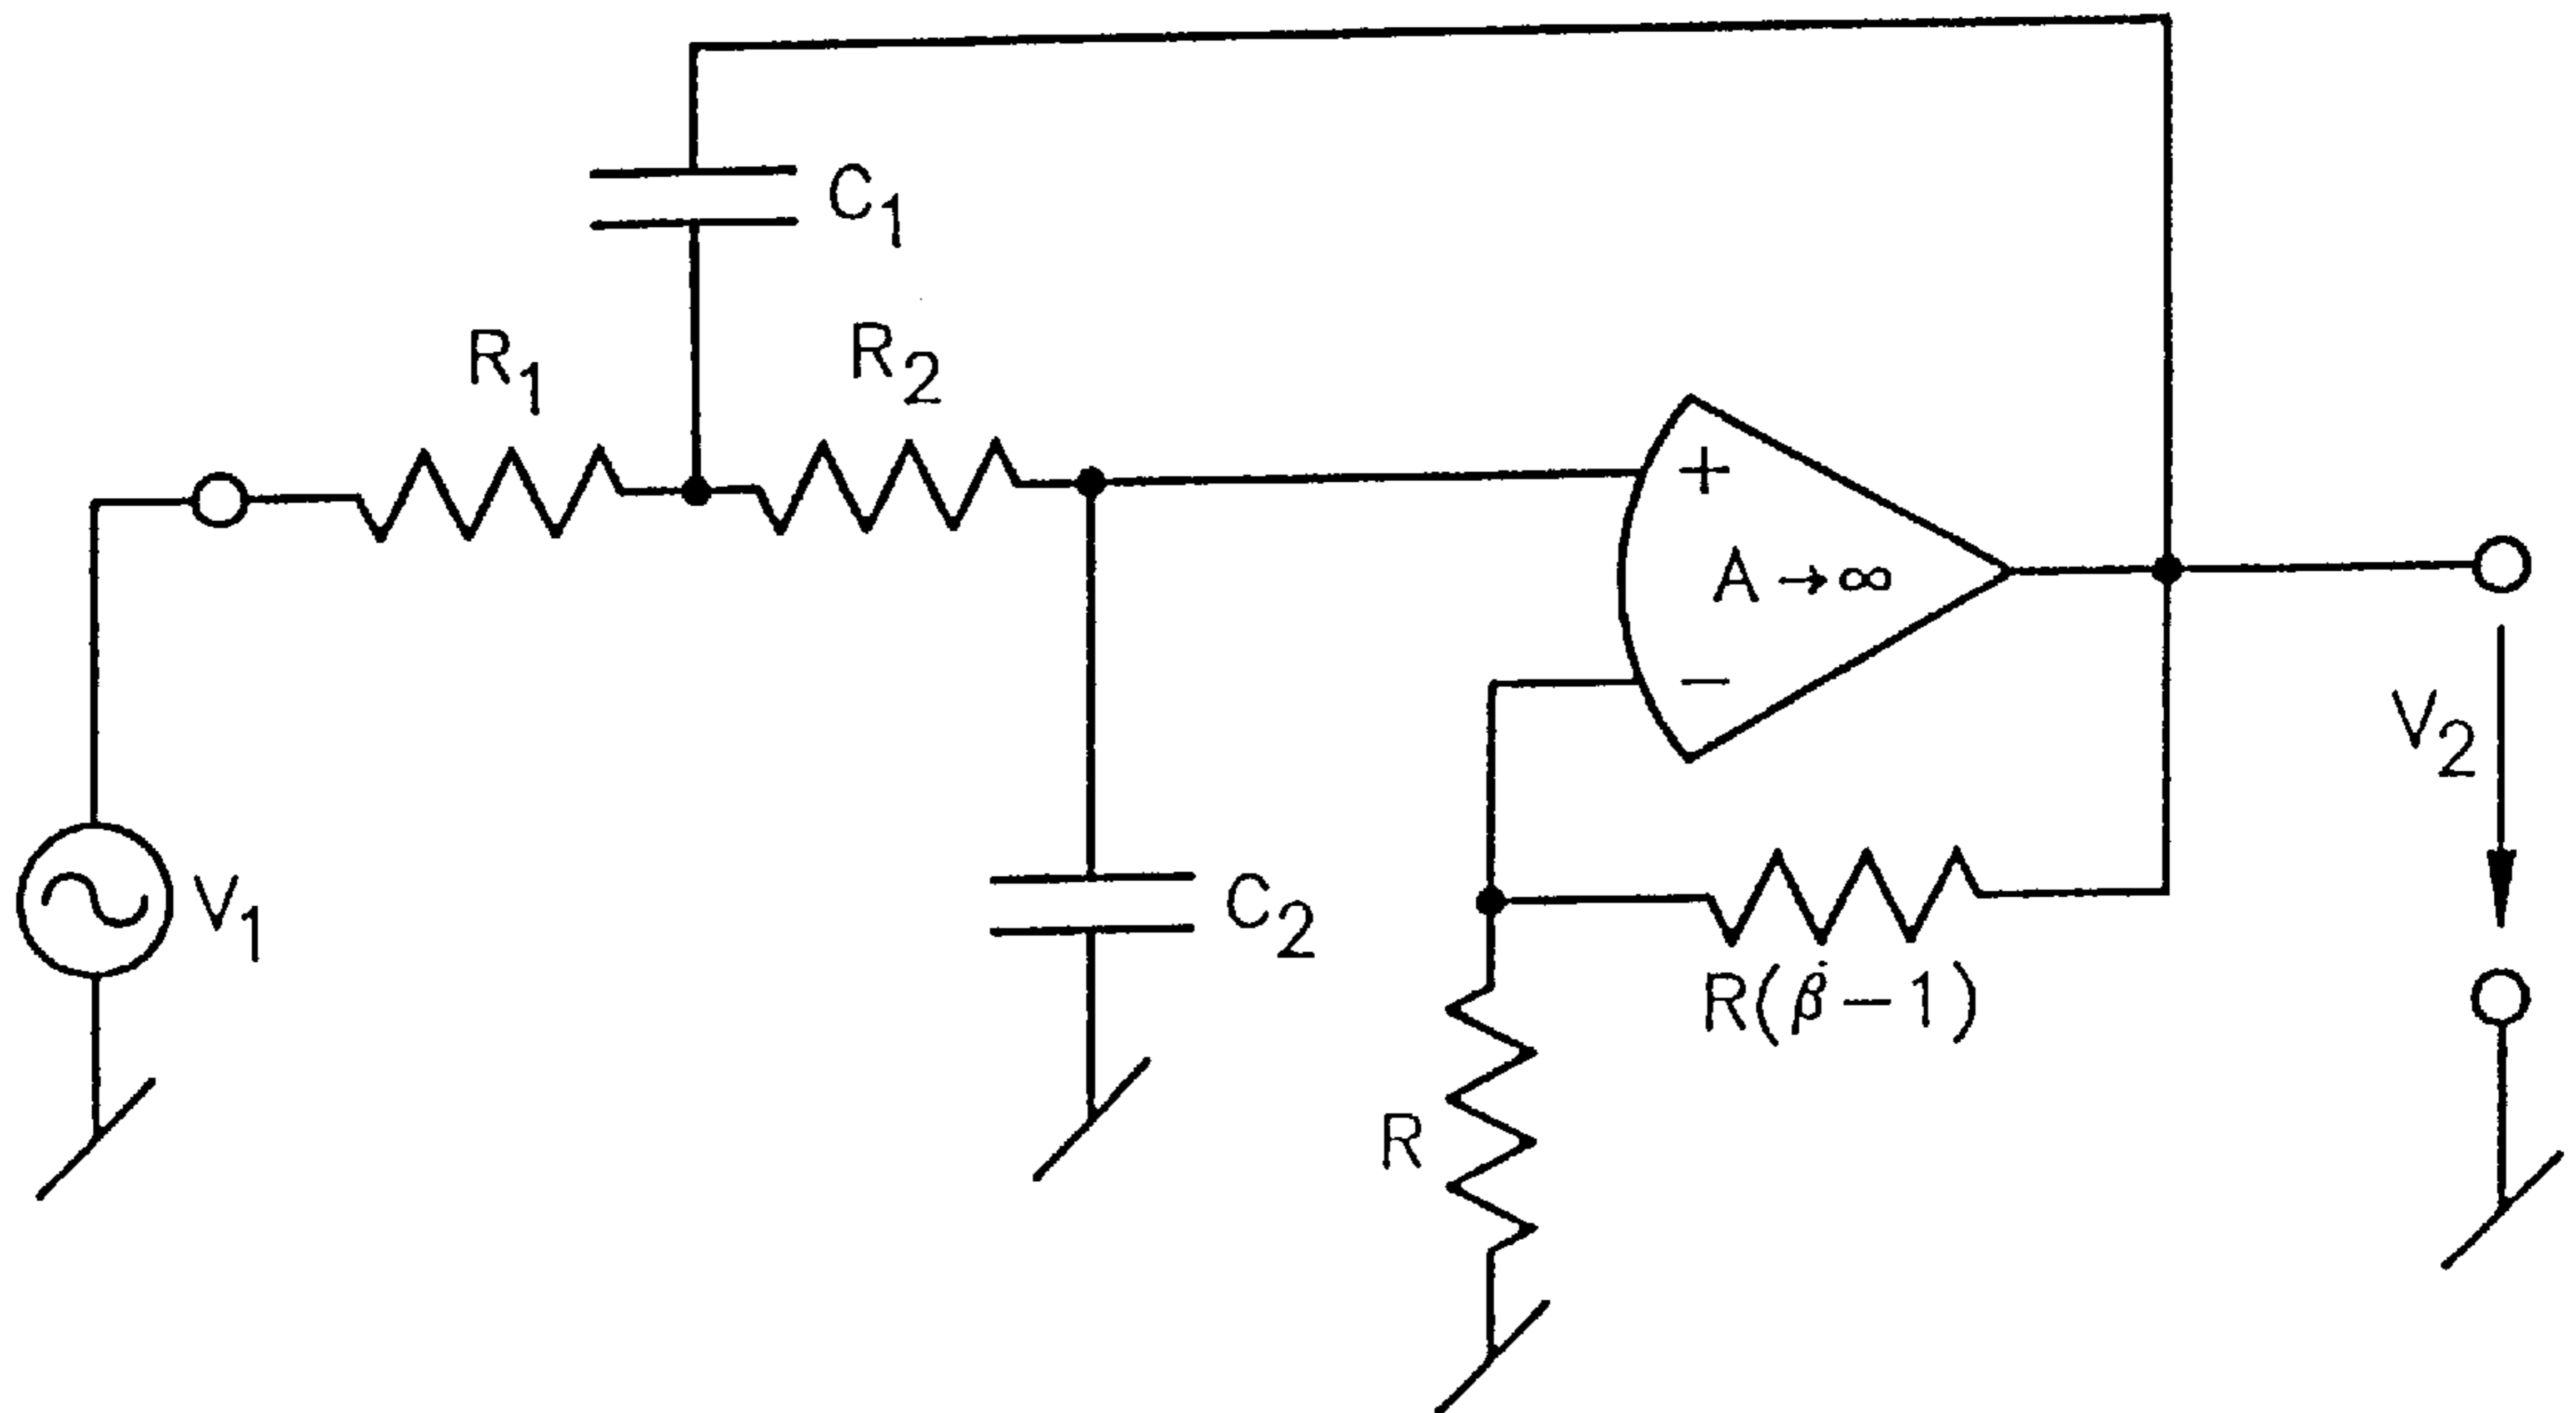 C₁
R₁
R₂
+
A → ∞
−
V₂
V₁
C₂
R(β − 1)
R